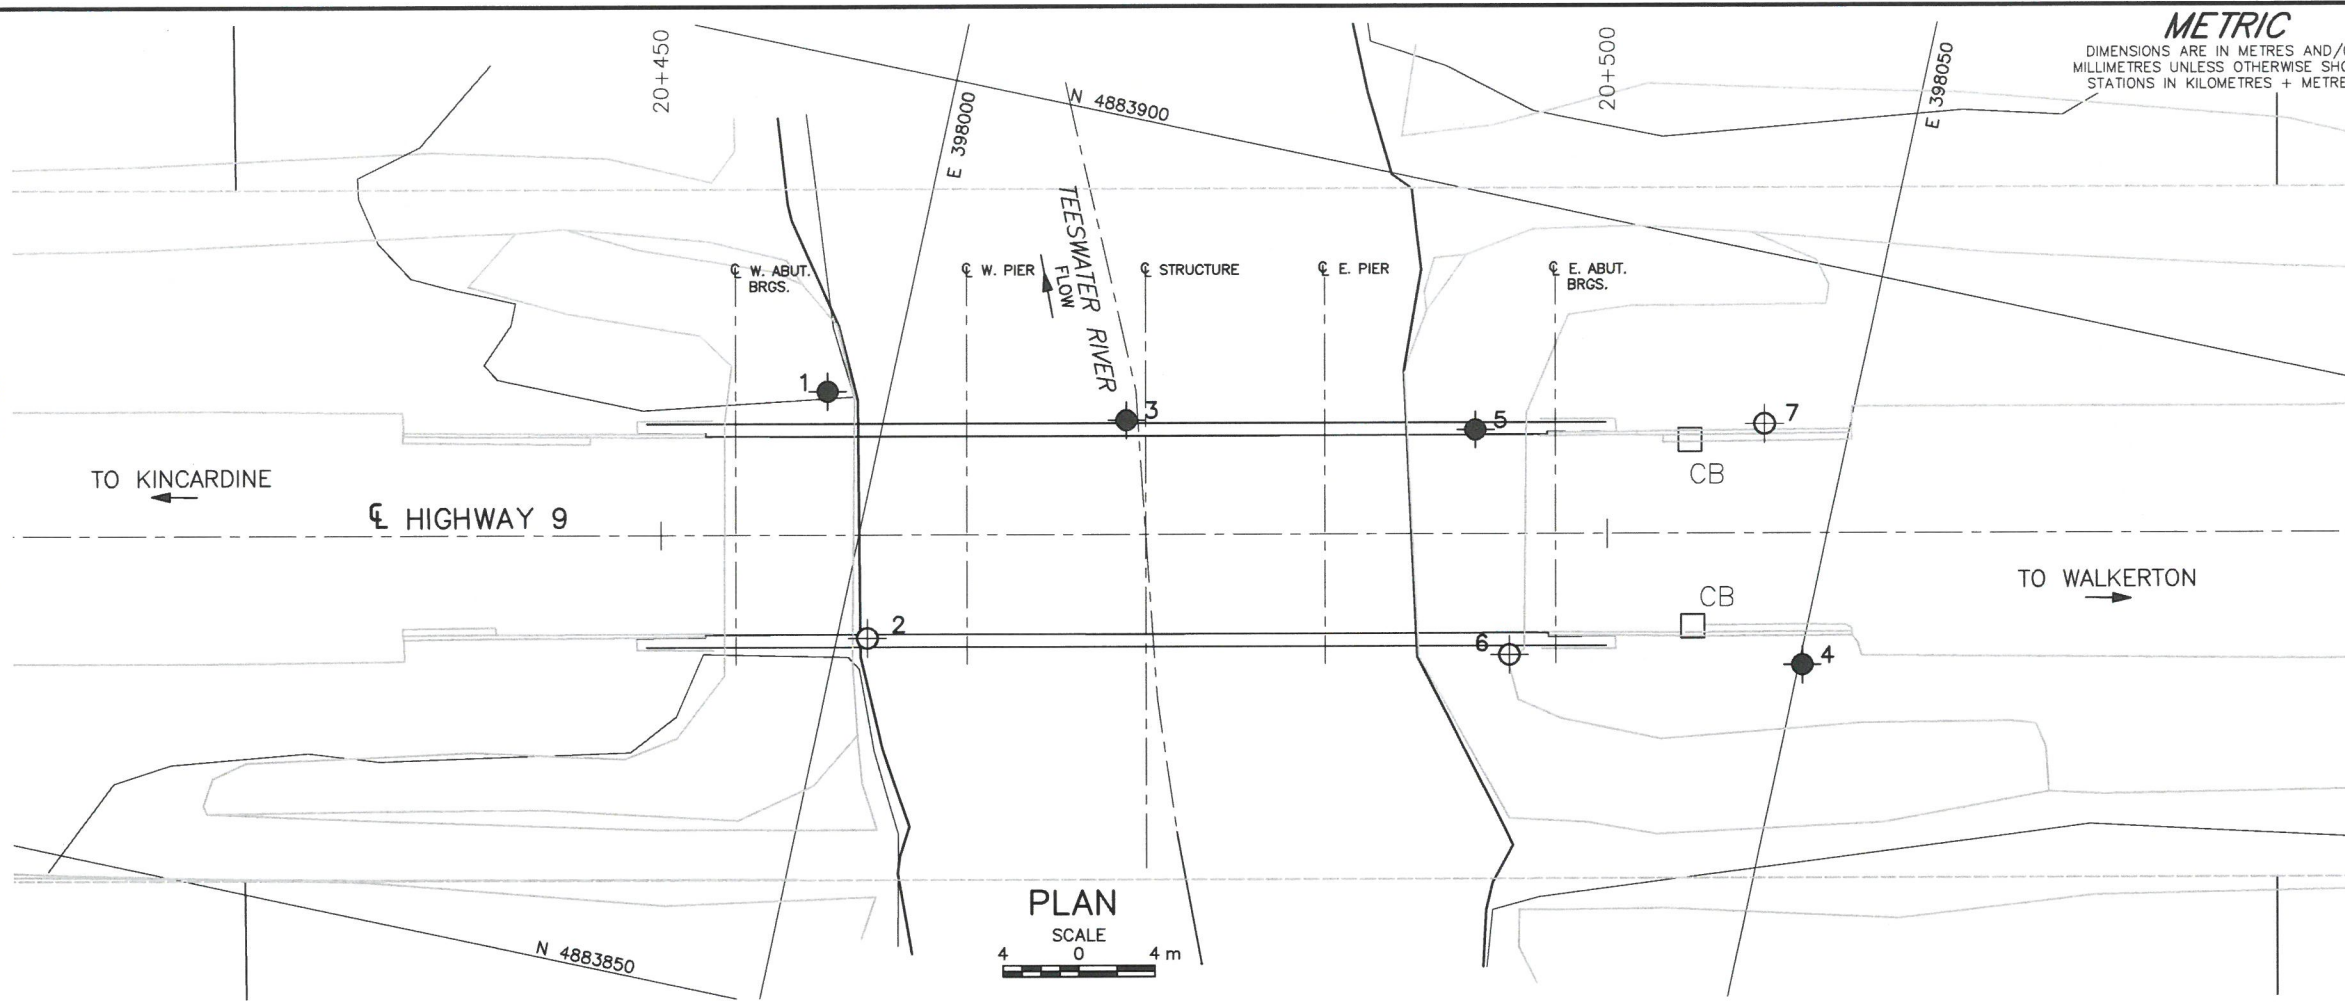 METRIC
DIMENSIONS ARE IN METRES AND/
MILLIMETRES UNLESS OTHERWISE SHO
STATIONS IN KILOMETRES + METRE
20+450
20+500
E 398000
N 4883900
E 398050
TEESWATER RIVER
FLOW
℄ W. ABUT.
BRGS.
℄ W. PIER
℄ STRUCTURE
℄ E. PIER
℄ E. ABUT.
BRGS.
1
3
5
7
CB
TO KINCARDINE
℄ HIGHWAY 9
TO WALKERTON
CB
2
6
4
N 4883850
PLAN
SCALE
4 0 4 m